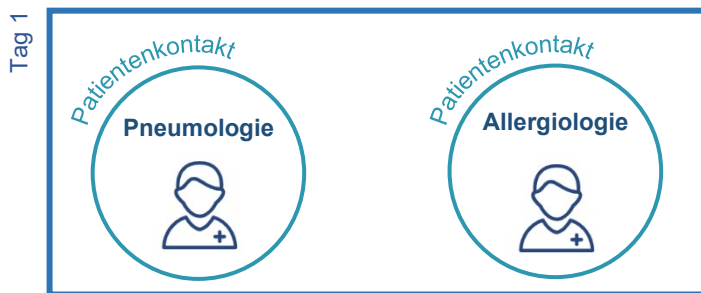 Tag 1
Patientenkontakt
Pneumologie
Patientenkontakt
Allergiologie